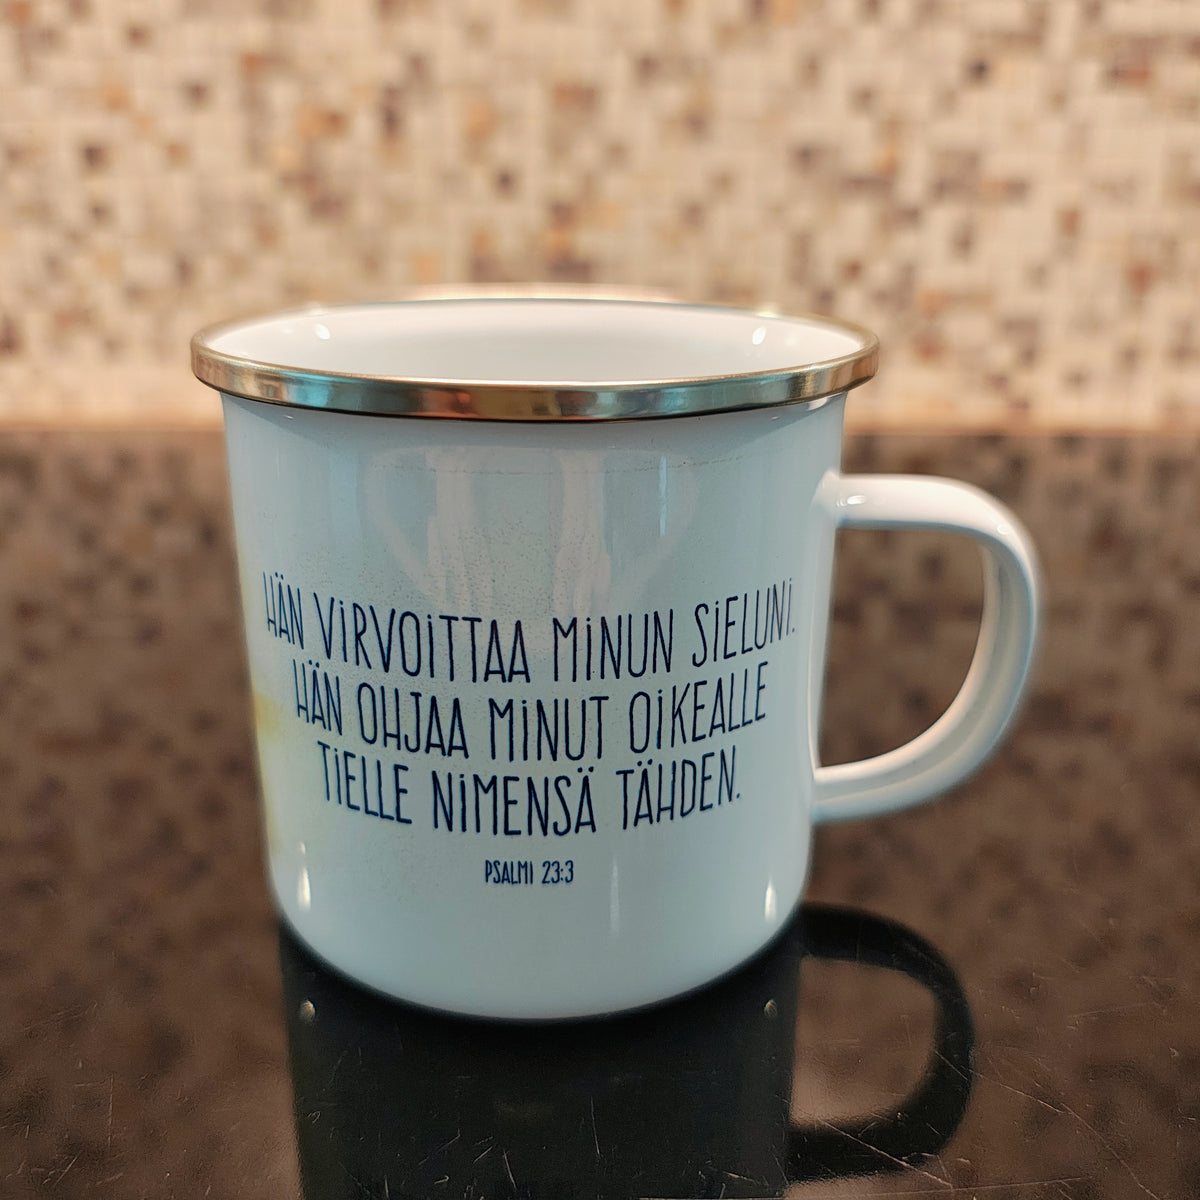 HÄN VIRVOITTAA MINUN SIELUNI.
HÄN OHJAA MINUT OIKEALLE
TIELLE NIMENSÄ TÄHDEN.
PSALMI 23:3